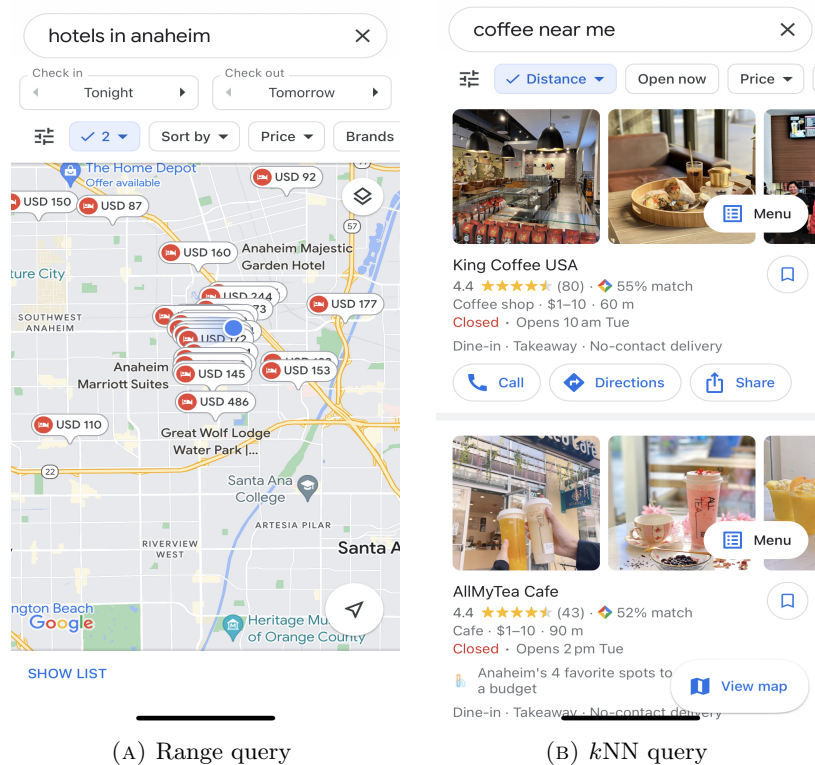 hotels in anaheim
Check in
Tonight
Check out
Tomorrow
2
Sort by
Price
Brands
The Home Depot
Offer available
USD 92
USD 150
USD 87
57
USD 160
Anaheim Majestic
Garden Hotel
ture City
USD 244
73
USD 177
SOUTHWEST
ANAHEIM
Anaheim
Marriott Suites
USD 145
USD 153
USD 486
USD 110
Great Wolf Lodge
Water Park |...
22
Santa Ana
College
ARTESIA PILAR
RIVERVIEW
WEST
Santa A
ngton Beach
Google
Heritage Mu
of Orange County
SHOW LIST
(A) Range query
coffee near me
Distance
Open now
Price
Menu
King Coffee USA
4.4 (80) · 55% match
Coffee shop · $1–10 · 60 m
Closed · Opens 10 am Tue
Dine-in · Takeaway · No-contact delivery
Call
Directions
Share
Menu
AllMyTea Cafe
4.4 (43) · 52% match
Cafe · $1–10 · 90 m
Closed · Opens 2 pm Tue
Anaheim's 4 favorite spots to
a budget
View map
Dine-in · Takeaway · No-contact delivery
(B) kNN query